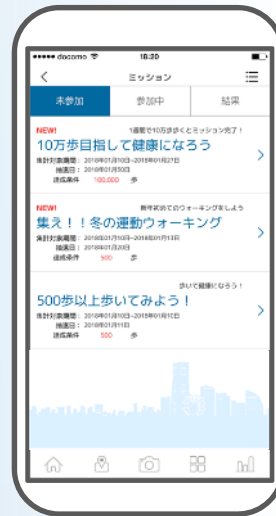 docomo 18:20
ミッション
未参加 参加中 結果
NEW! 1週間で10万歩歩くとミッション完了!
10万歩目指して健康になろう
集計対象期間: 2018年01月10日~2018年01月27日
抽選日: 2018年01月30日
達成条件 100,000 歩
NEW! 新年初めてのウォーキングをしよう
集え!!冬の運動ウォーキング
集計対象期間: 2018年01月10日~2018年01月13日
抽選日: 2018年01月20日
達成条件 500 歩
歩いて健康になろう!
500歩以上歩いてみよう!
集計対象期間: 2018年01月10日~2018年01月10日
抽選日: 2018年01月11日
達成条件 500 歩